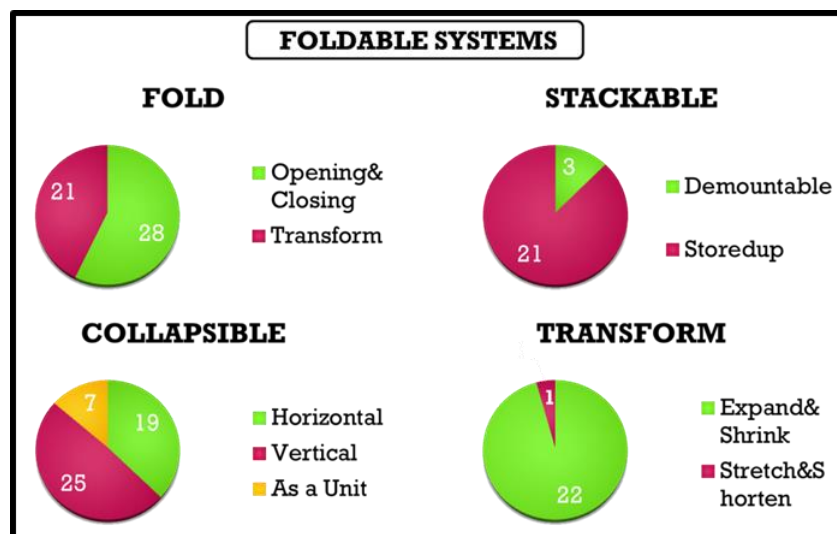 FOLDABLE SYSTEMS
FOLD
21
28
Opening&
Closing
Transform
STACKABLE
3
21
Demountable
Storedup
COLLAPSIBLE
7
19
25
Horizontal
Vertical
As a Unit
TRANSFORM
1
22
Expand&
Shrink
Stretch&S
horten